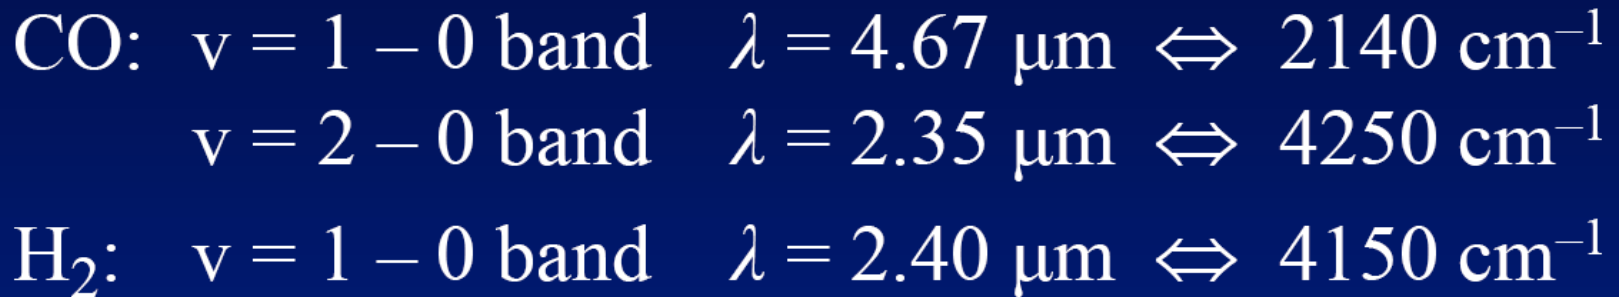 CO: v = 1 – 0 band λ = 4.67 μm ⇔ 2140 cm⁻¹
v = 2 – 0 band λ = 2.35 μm ⇔ 4250 cm⁻¹
H₂: v = 1 – 0 band λ = 2.40 μm ⇔ 4150 cm⁻¹